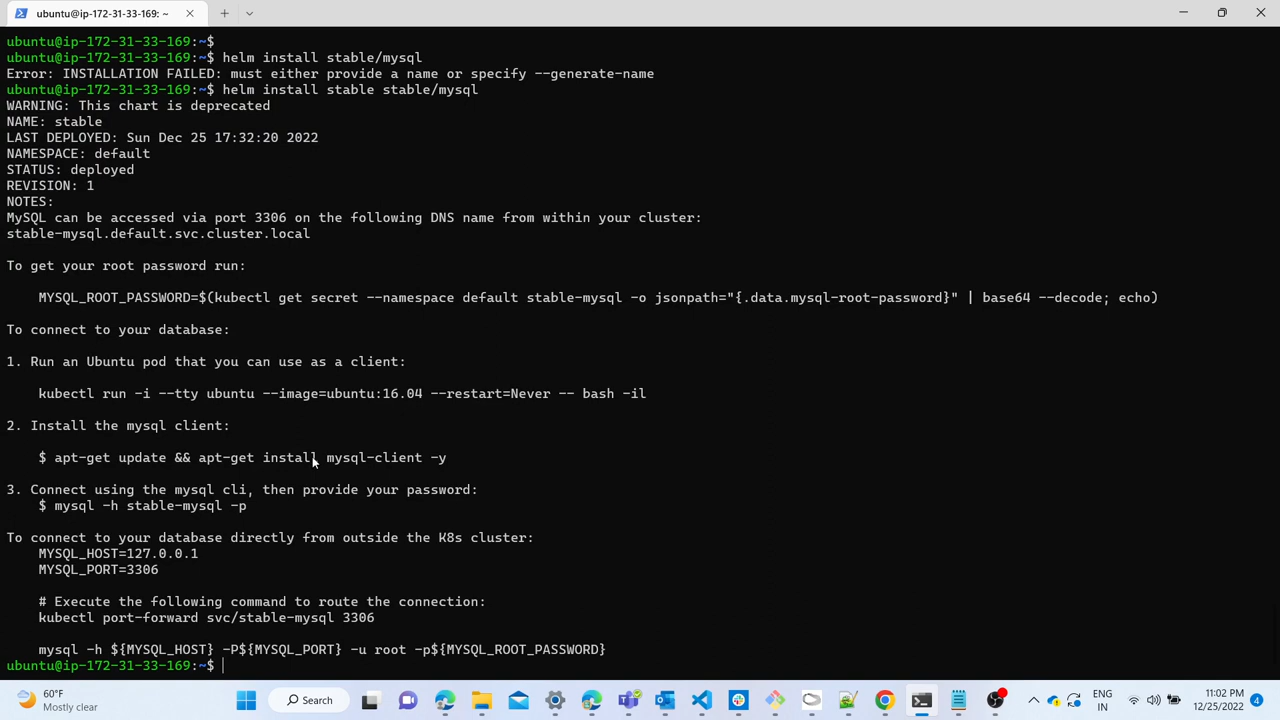 ubuntu@ip-172-31-33-169: ~
ubuntu@ip-172-31-33-169:~$
ubuntu@ip-172-31-33-169:~$ helm install stable/mysql
Error: INSTALLATION FAILED: must either provide a name or specify --generate-name
ubuntu@ip-172-31-33-169:~$ helm install stable stable/mysql
WARNING: This chart is deprecated
NAME: stable
LAST DEPLOYED: Sun Dec 25 17:32:20 2022
NAMESPACE: default
STATUS: deployed
REVISION: 1
NOTES:
MySQL can be accessed via port 3306 on the following DNS name from within your cluster:
stable-mysql.default.svc.cluster.local
To get your root password run:
MYSQL_ROOT_PASSWORD=$(kubectl get secret --namespace default stable-mysql -o jsonpath="{.data.mysql-root-password}" | base64 --decode; echo)
To connect to your database:
1. Run an Ubuntu pod that you can use as a client:
kubectl run -i --tty ubuntu --image=ubuntu:16.04 --restart=Never -- bash -il
2. Install the mysql client:
$ apt-get update && apt-get install mysql-client -y
3. Connect using the mysql cli, then provide your password:
$ mysql -h stable-mysql -p
To connect to your database directly from outside the K8s cluster:
MYSQL_HOST=127.0.0.1
MYSQL_PORT=3306
# Execute the following command to route the connection:
kubectl port-forward svc/stable-mysql 3306
mysql -h ${MYSQL_HOST} -P${MYSQL_PORT} -u root -p${MYSQL_ROOT_PASSWORD}
ubuntu@ip-172-31-33-169:~$
60°F
Mostly clear
Search
ENG
IN
11:02 PM
12/25/2022
4